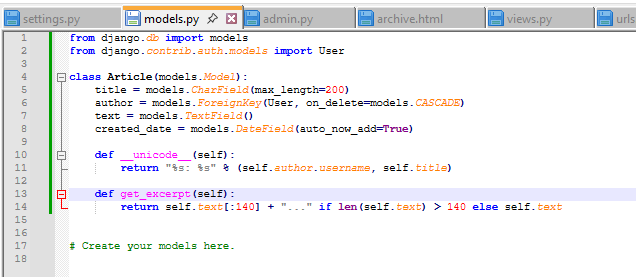 settings.py models.py admin.py archive.html views.py urls
1 from django.db import models
2 from django.contrib.auth.models import User
3
4 class Article(models.Model):
5     title = models.CharField(max_length=200)
6     author = models.ForeignKey(User, on_delete=models.CASCADE)
7     text = models.TextField()
8     created_date = models.DateField(auto_now_add=True)
9
10     def __unicode__(self):
11         return "%s: %s" % (self.author.username, self.title)
12
13     def get_excerpt(self):
14         return self.text[:140] + "..." if len(self.text) > 140 else self.text
15
16
17 # Create your models here.
18